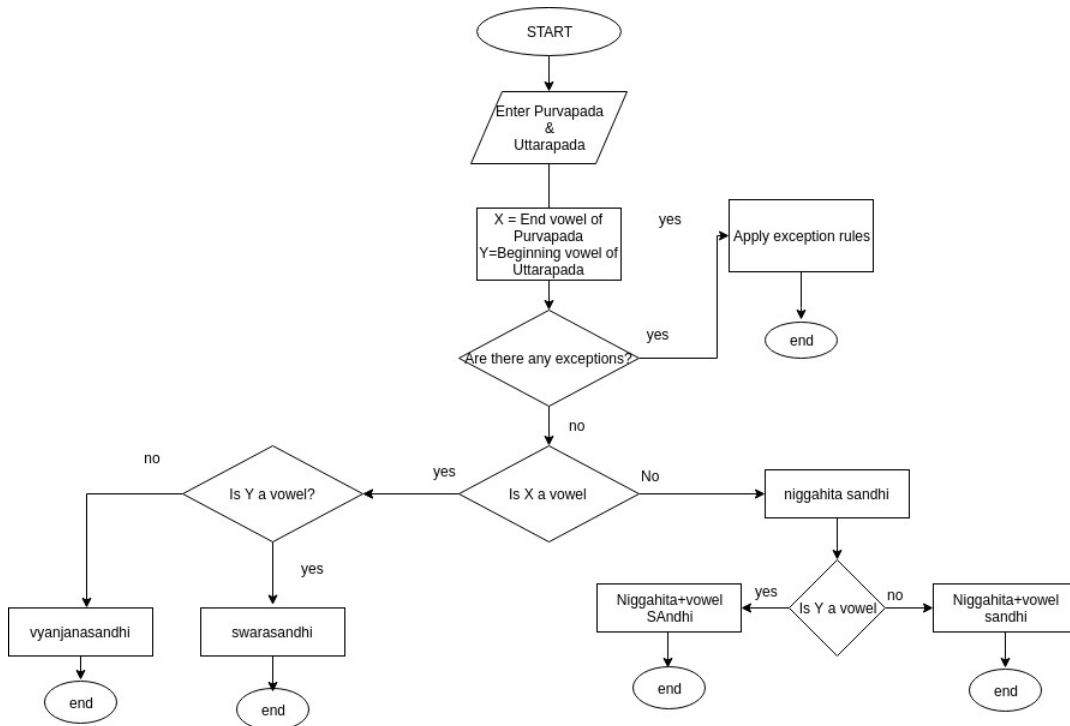 START
Enter Purvapada
&
Uttarapada
X = End vowel of
Purvapada
Y=Beginning vowel of
Uttarapada
yes
Apply exception rules
end
Are there any exceptions?
yes
no
Is X a vowel
yes
No
Is Y a vowel?
no
yes
vyanjanasandhi
end
swarasandhi
end
niggahita sandhi
Is Y a vowel
yes
no
Niggahita+vowel
SAndhi
end
Niggahita+vowel
sandhi
end